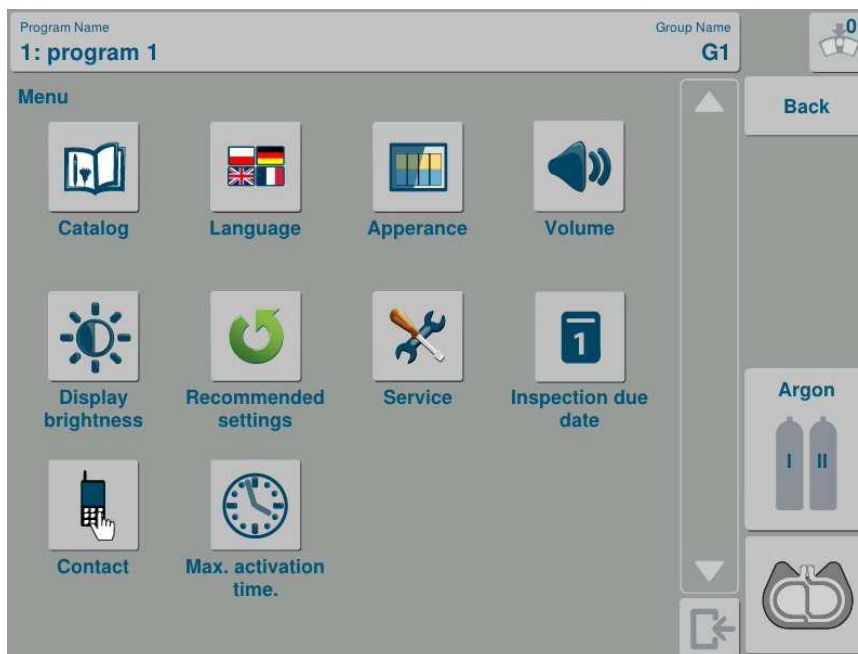 Program Name
Group Name
0
1: program 1
G1
Menu
Back
Catalog
Language
Apperance
Volume
1
Display
brightness
Recommended
settings
Service
Inspection due
date
Argon
I II
Contact
Max. activation
time.